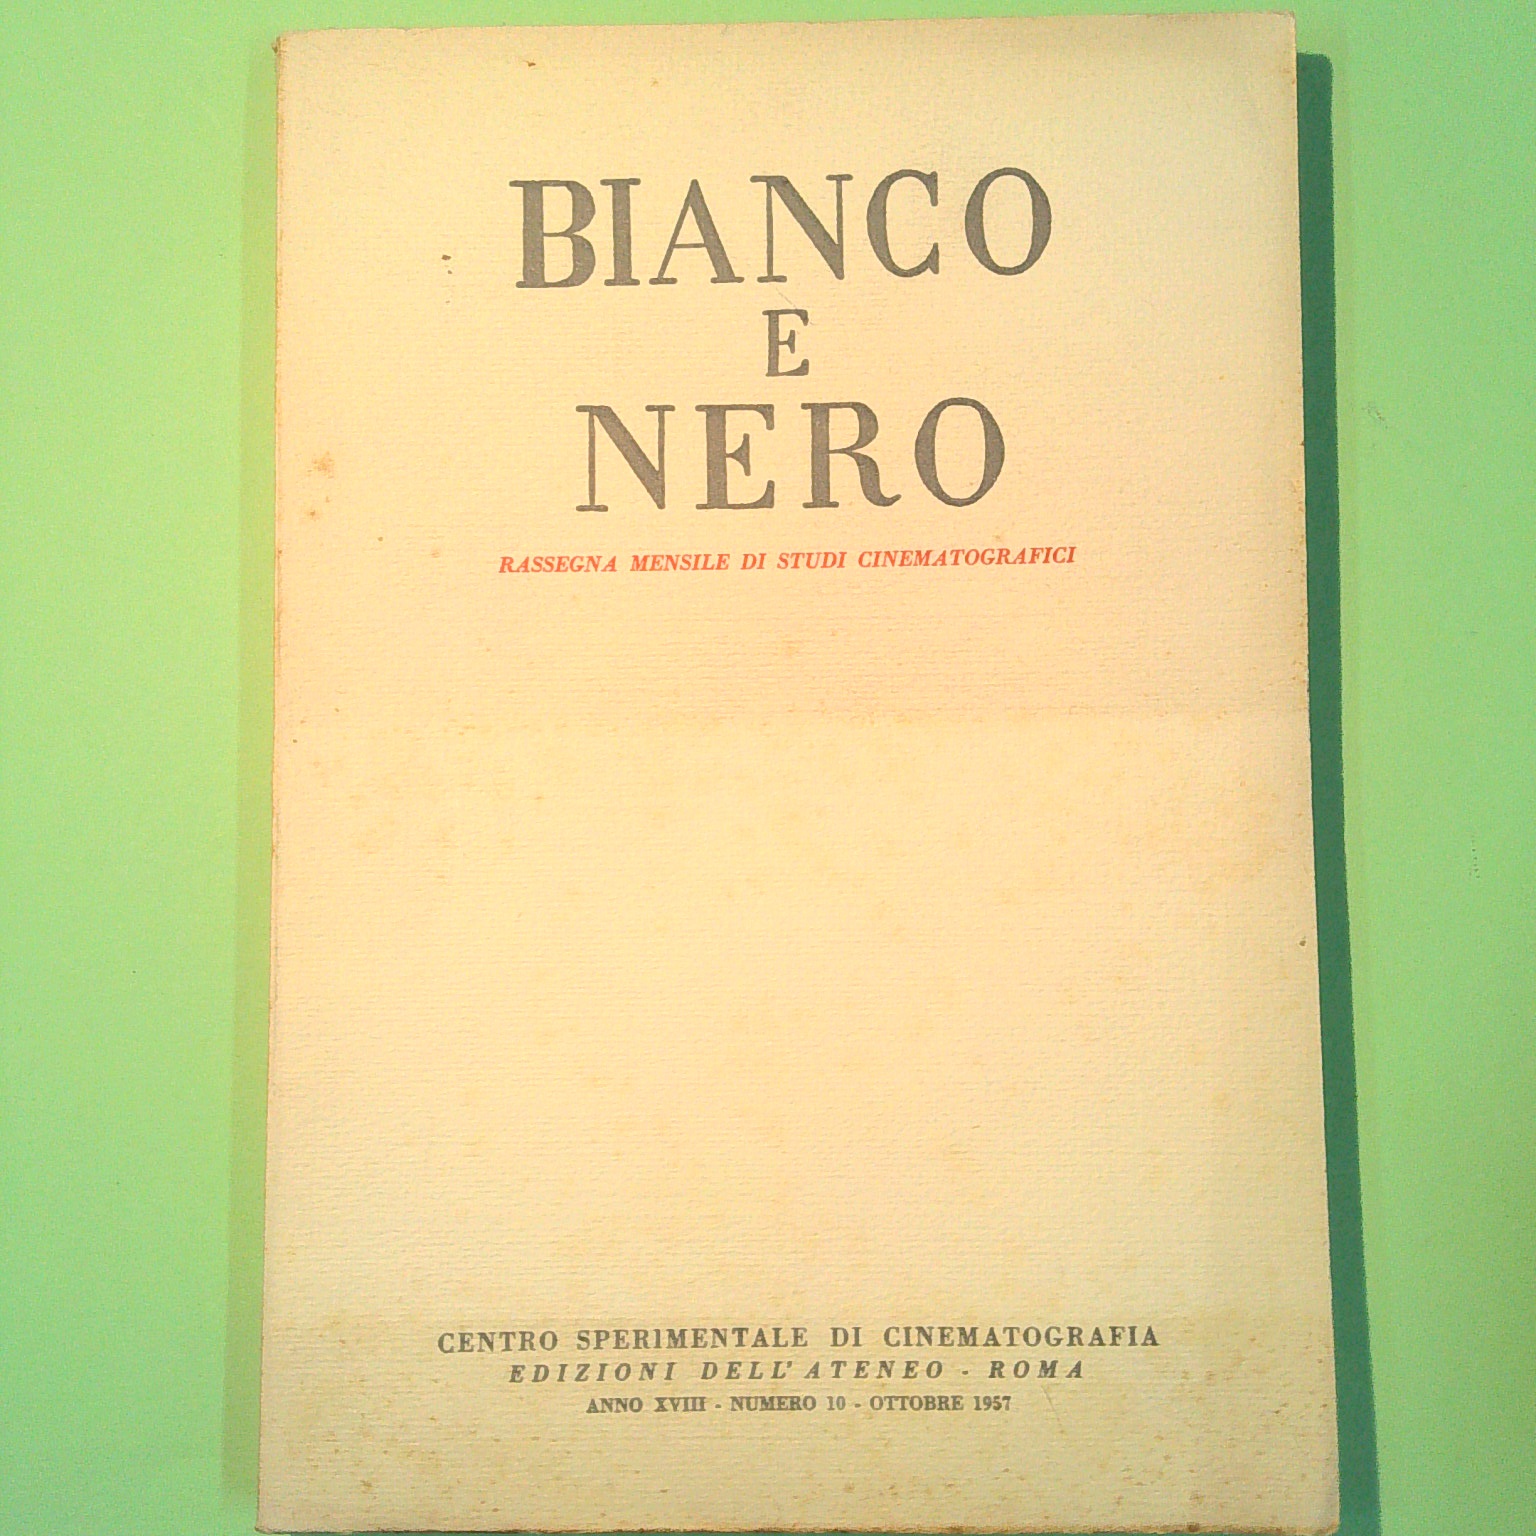 BIANCO
E
NERO
RASSEGNA MENSILE DI STUDI CINEMATOGRAFICI
CENTRO SPERIMENTALE DI CINEMATOGRAFIA
EDIZIONI DELL'ATENEO - ROMA
ANNO XVIII - NUMERO 10 - OTTOBRE 1957